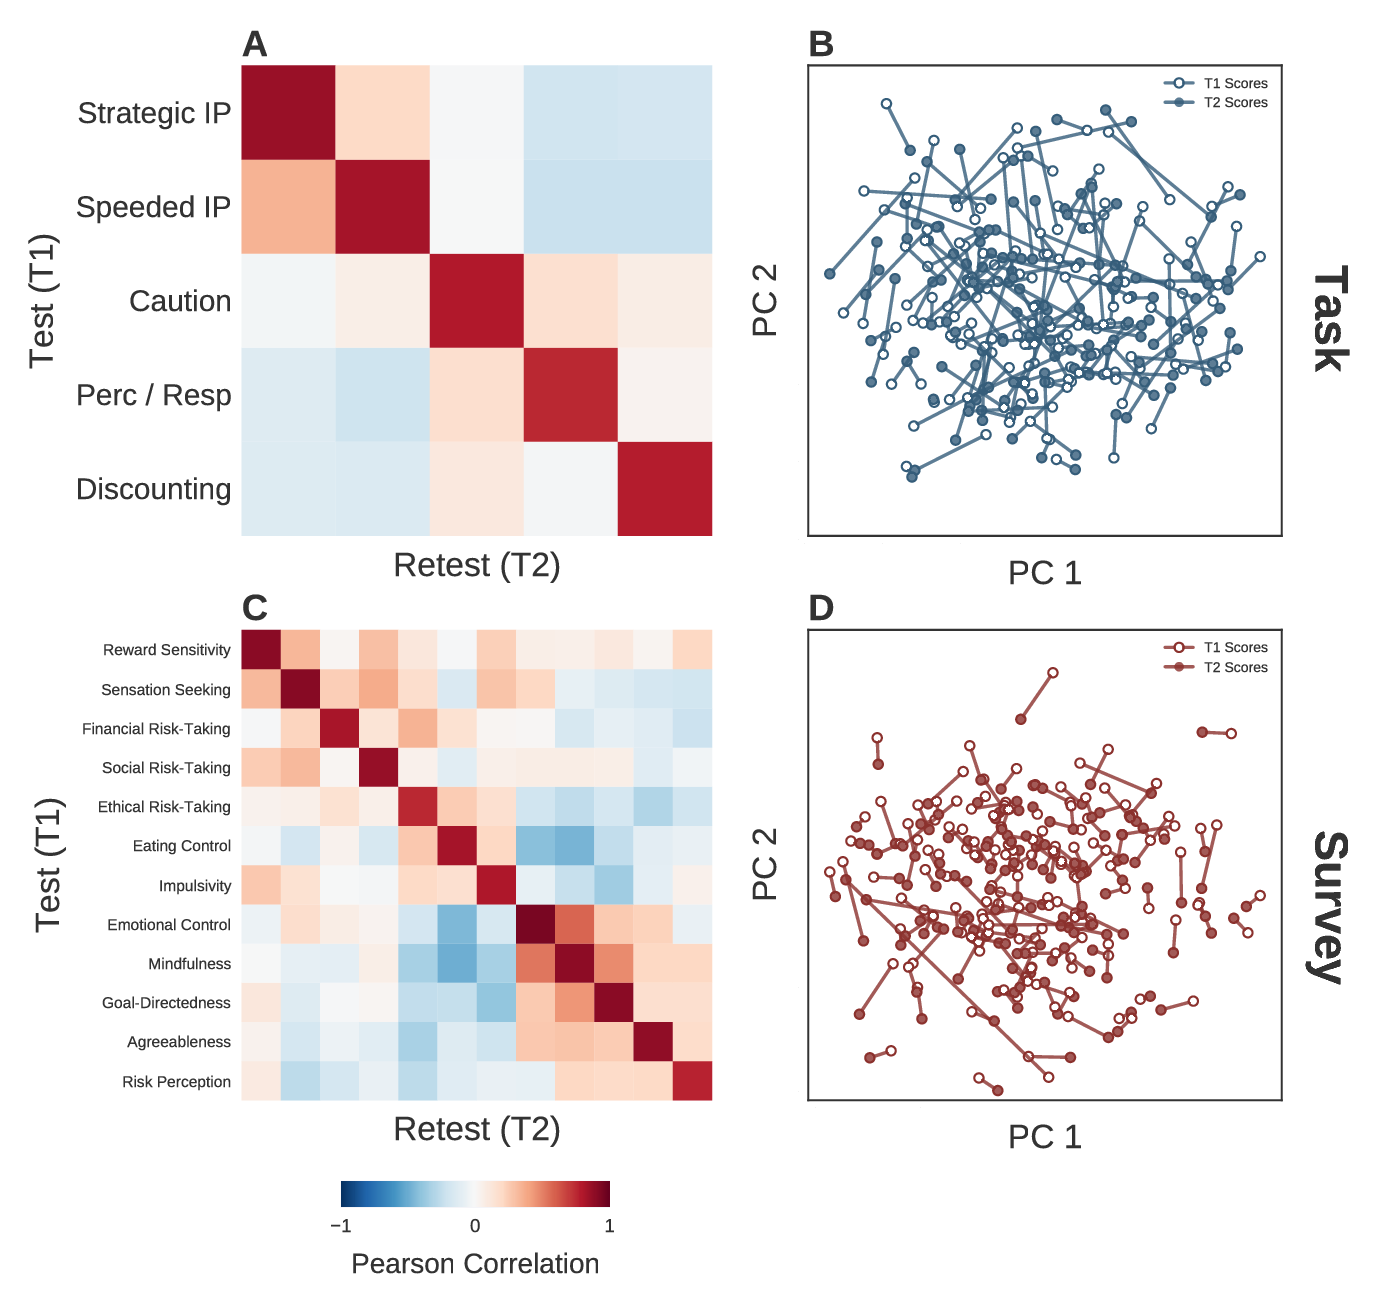 A
B
Strategic IP
Speeded IP
Caution
Perc / Resp
Discounting
Test (T1)
Retest (T2)
T1 Scores
T2 Scores
PC 2
PC 1
Task
C
D
Reward Sensitivity
Sensation Seeking
Financial Risk-Taking
Social Risk-Taking
Ethical Risk-Taking
Eating Control
Impulsivity
Emotional Control
Mindfulness
Goal-Directedness
Agreeableness
Risk Perception
Test (T1)
Retest (T2)
T1 Scores
T2 Scores
PC 2
PC 1
Survey
−1 0 1
Pearson Correlation